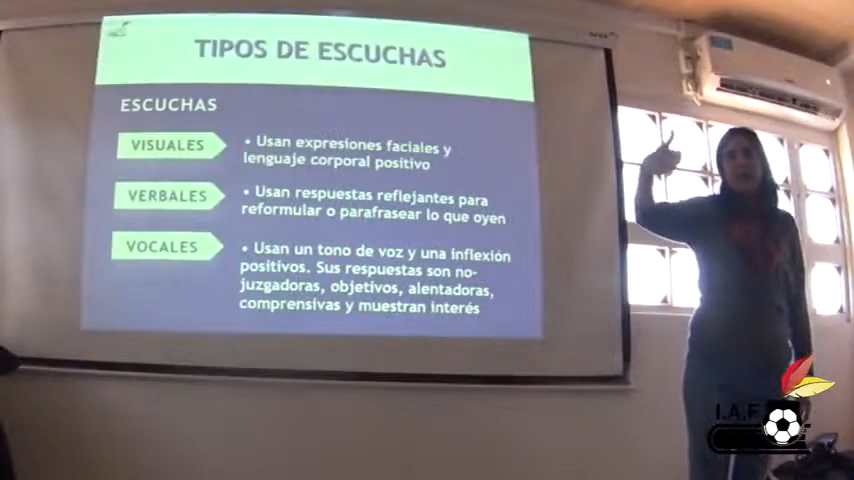 TIPOS DE ESCUCHAS
ESCUCHAS
VISUALES
• Usan expresiones faciales y
lenguaje corporal positivo
VERBALES
• Usan respuestas reflejantes para
reformular o parafrasear lo que oyen
VOCALES
• Usan un tono de voz y una inflexión
positivos. Sus respuestas son no-
juzgadoras, objetivos, alentadoras,
comprensivas y muestran interés
I.A.F